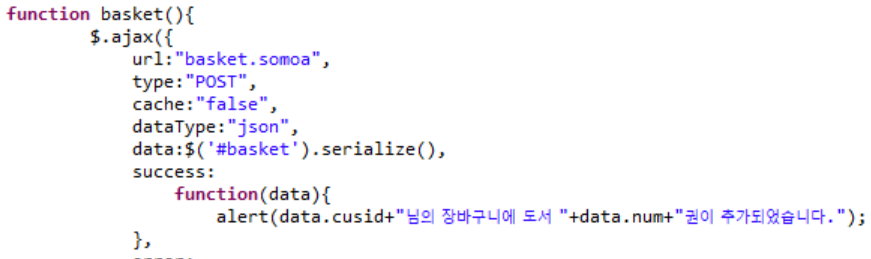 function basket(){
$.ajax({
url:"basket.somoa",
type:"POST",
cache:"false",
dataType:"json",
data:$('#basket').serialize(),
success:
function(data){
alert(data.cusid+"님의 장바구니에 도서 "+data.num+"권이 추가되었습니다.");
},